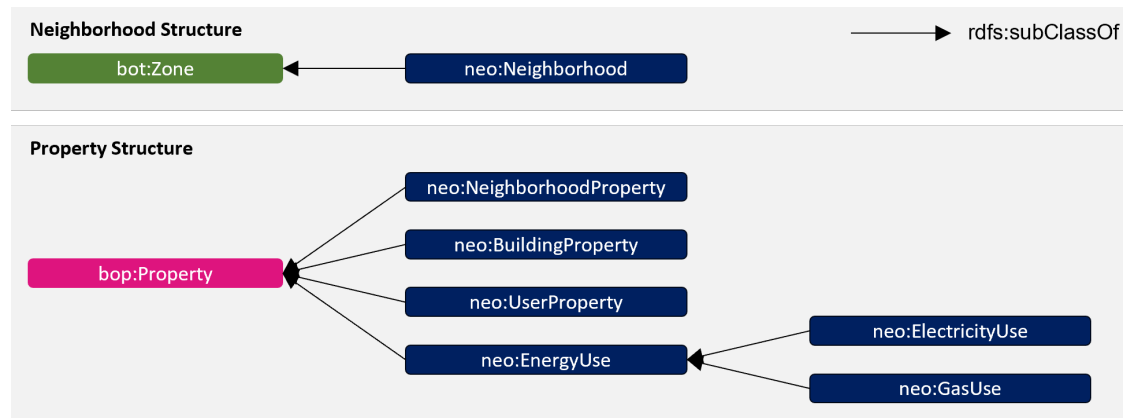 Neighborhood Structure
rdfs:subClassOf
bot:Zone
neo:Neighborhood
Property Structure
neo:NeighborhoodProperty
neo:BuildingProperty
bop:Property
neo:UserProperty
neo:ElectricityUse
neo:EnergyUse
neo:GasUse